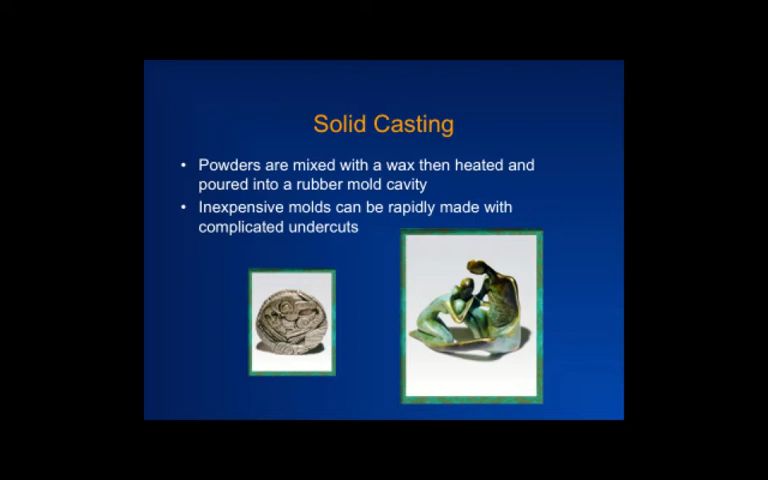 Solid Casting
• Powders are mixed with a wax then heated and
poured into a rubber mold cavity
• Inexpensive molds can be rapidly made with
complicated undercuts